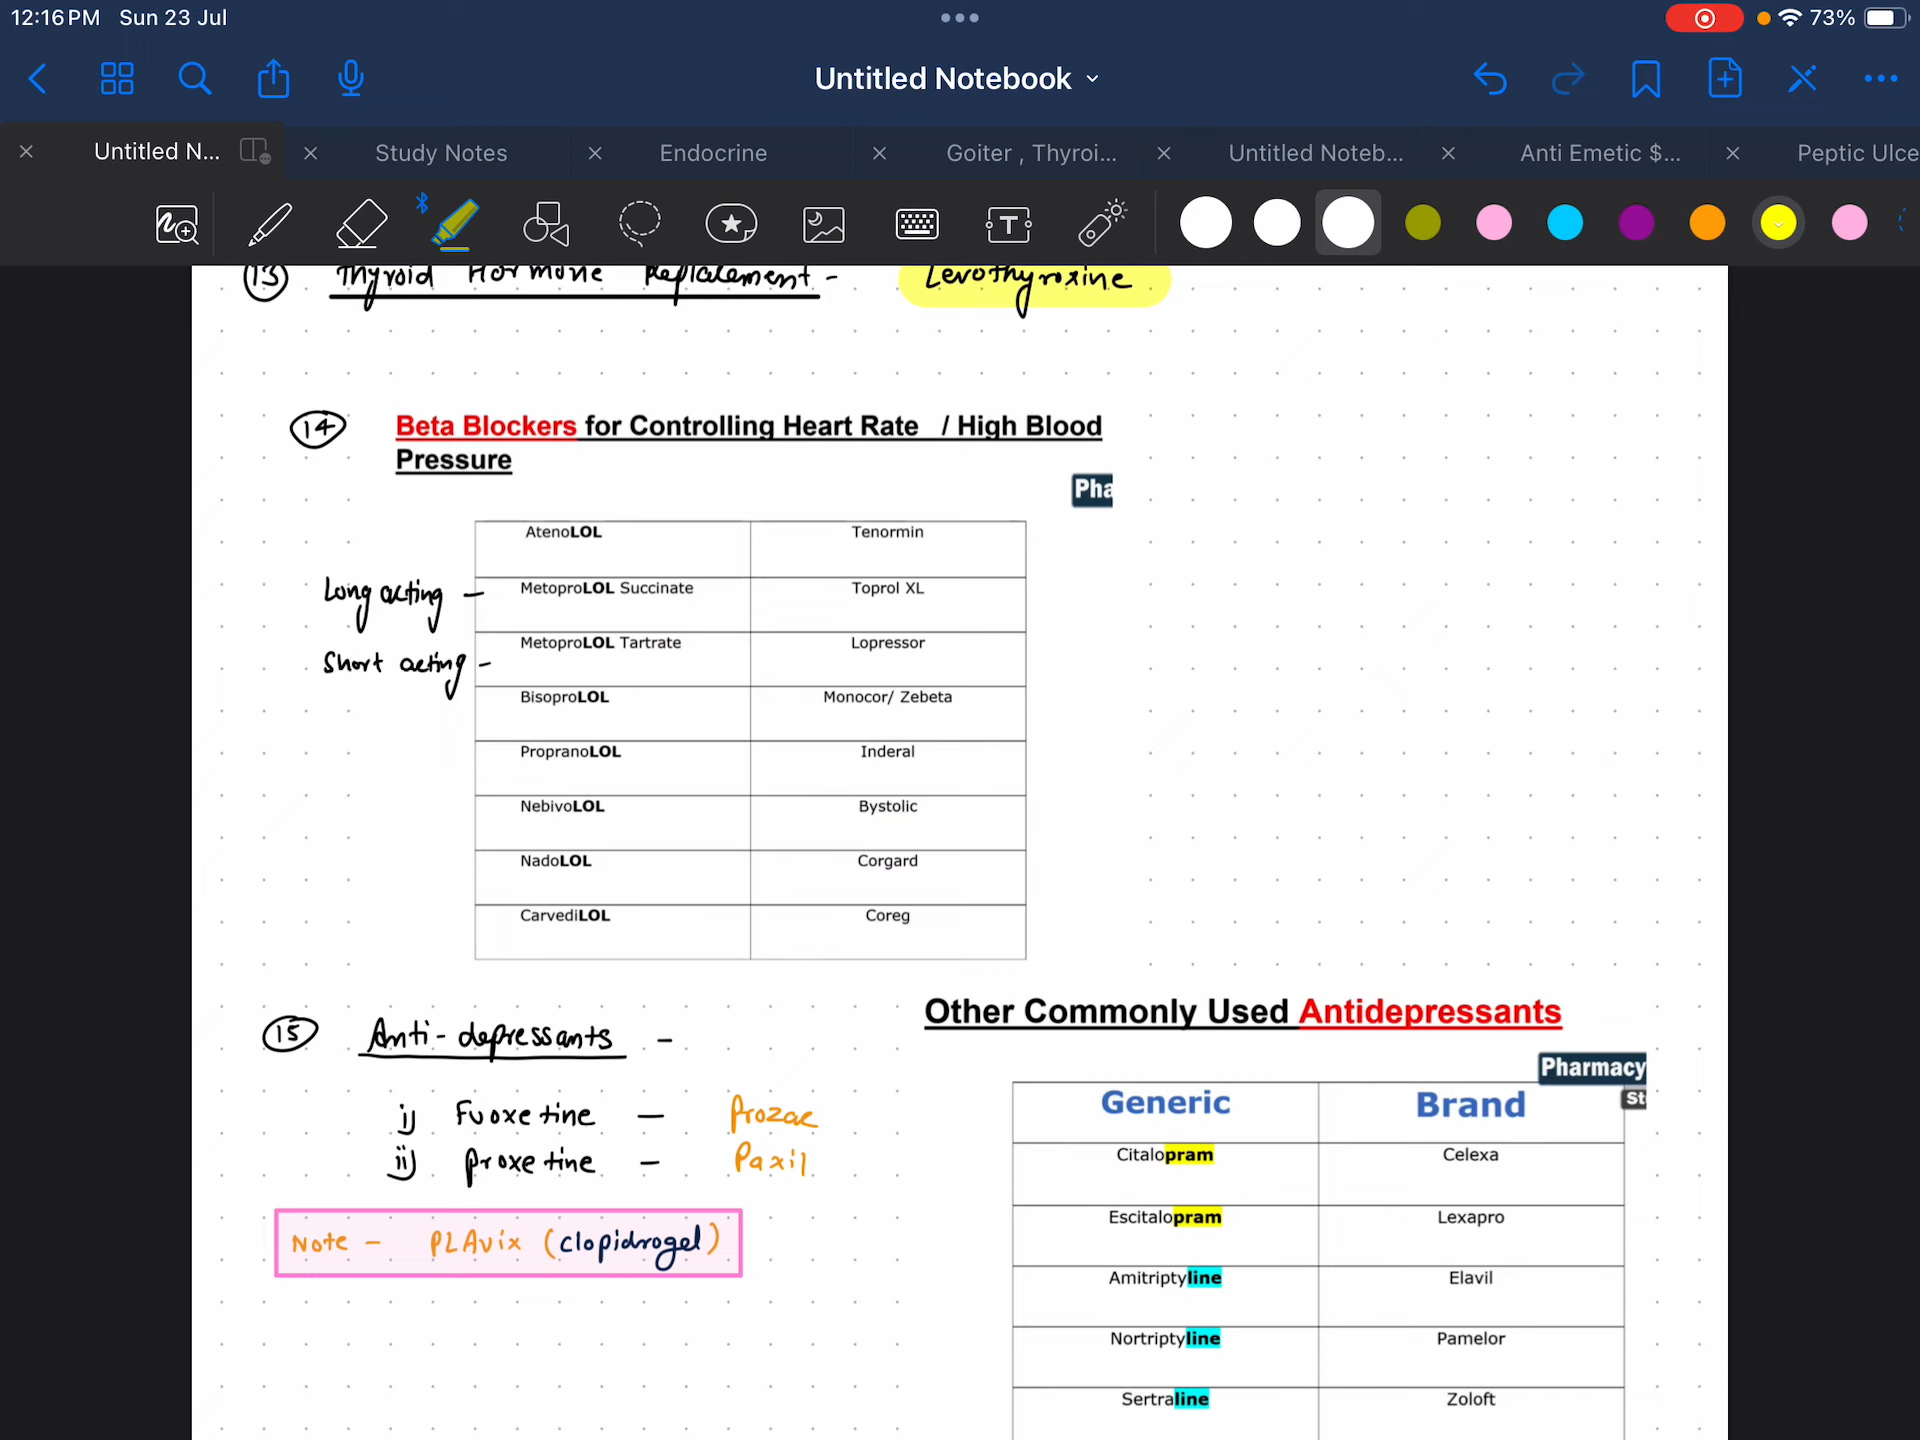 12:16 PM Sun 23 Jul
73%
Untitled Notebook
Untitled N...
Study Notes
Endocrine
Goiter , Thyroi...
Untitled Noteb...
Anti Emetic $...
Peptic Ulce
13 Thyroid Hormone Replacement - Levothyroxine
14 Beta Blockers for Controlling Heart Rate / High Blood
Pressure
Pha
AtenoLOL Tenormin
Long acting - MetoproLOL Succinate Toprol XL
Short acting - MetoproLOL Tartrate Lopressor
BisoproLOL Monocor/ Zebeta
PropranoLOL Inderal
NebivoLOL Bystolic
NadoLOL Corgard
CarvediLOL Coreg
15 Anti-depressants -
i) Fuoxetine - Prozac
ii) Proxetine - Paxil
Note - PLAvix (clopidrogel)
Other Commonly Used Antidepressants
Pharmacy
St
Generic Brand
Citalopram Celexa
Escitalopram Lexapro
Amitriptyline Elavil
Nortriptyline Pamelor
Sertraline Zoloft